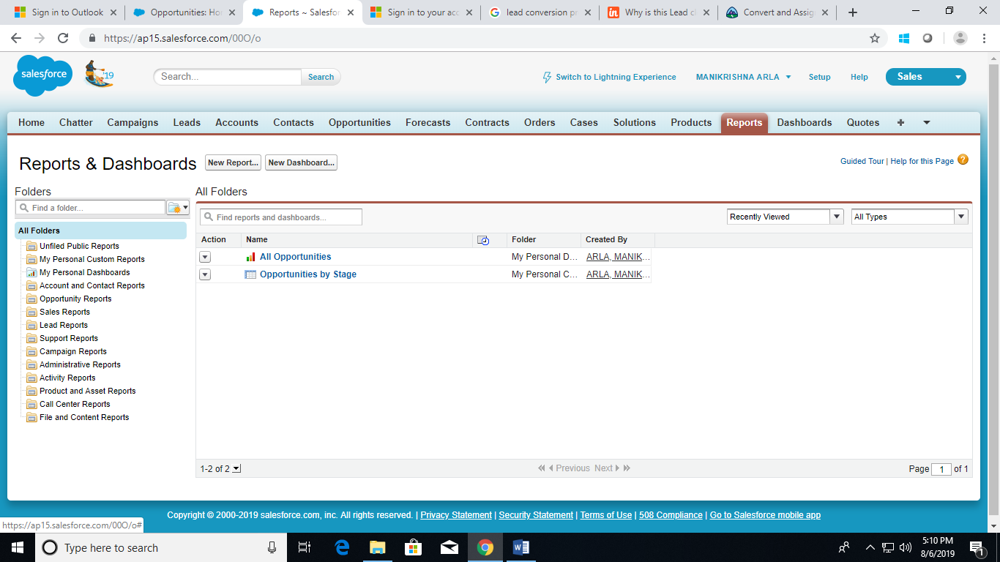 Sign in to Outlook
Opportunities: Ho
Reports ~ Salesfor
Sign in to your acc
lead conversion pr
Why is this Lead c
Convert and Assig
https://ap15.salesforce.com/00O/o
salesforce
'19
Search...
Search
Switch to Lightning Experience
MANIKRISHNA ARLA
Setup
Help
Sales
Home Chatter Campaigns Leads Accounts Contacts Opportunities Forecasts Contracts Orders Cases Solutions Products Reports Dashboards Quotes +
Reports & Dashboards
New Report...
New Dashboard...
Guided Tour | Help for this Page ?
Folders
Find a folder...
All Folders
Unfiled Public Reports
My Personal Custom Reports
My Personal Dashboards
Account and Contact Reports
Opportunity Reports
Sales Reports
Lead Reports
Support Reports
Campaign Reports
Administrative Reports
Activity Reports
Product and Asset Reports
Call Center Reports
File and Content Reports
All Folders
Find reports and dashboards...
Recently Viewed
All Types
Action Name Folder Created By
All Opportunities My Personal D... ARLA, MANIK...
Opportunities by Stage My Personal C... ARLA, MANIK...
1-2 of 2
Previous Next
Page 1 of 1
Copyright © 2000-2019 salesforce.com, inc. All rights reserved. | Privacy Statement | Security Statement | Terms of Use | 508 Compliance | Go to Salesforce mobile app
https://ap15.salesforce.com/00O/o#
Type here to search
5:10 PM
8/6/2019
1